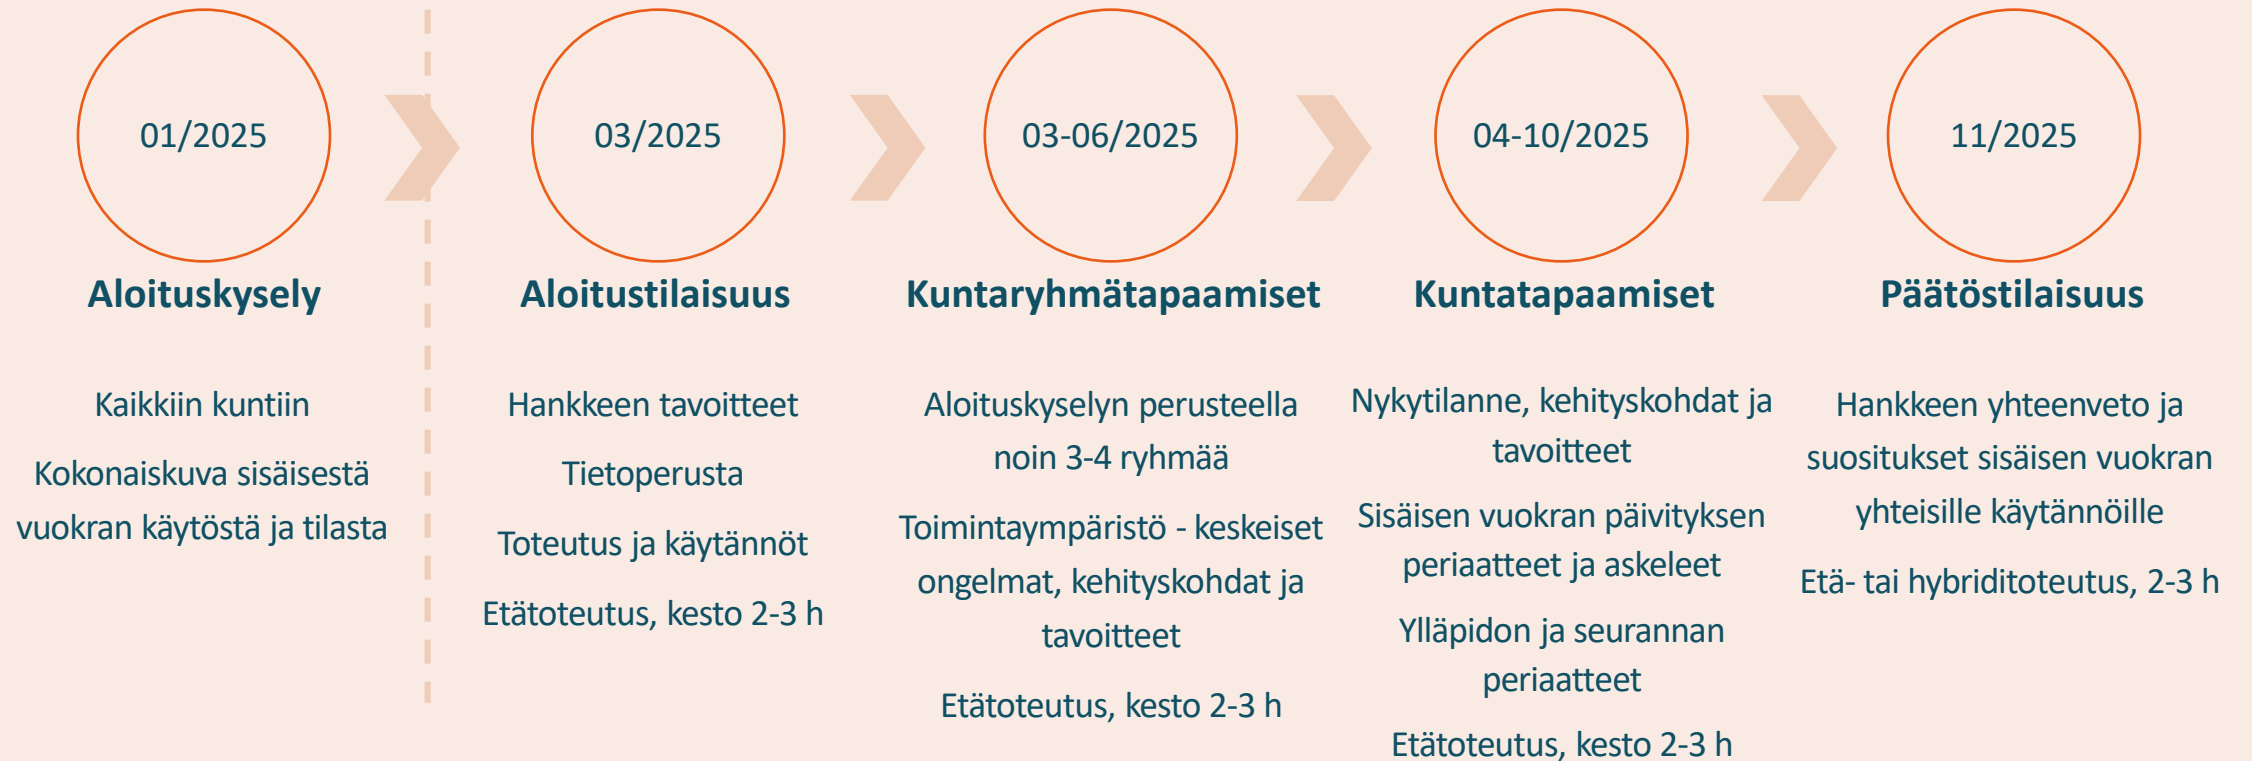 01/2025
Aloituskysely
Kaikkiin kuntiin
Kokonaiskuva sisäisestä
vuokran käytöstä ja tilasta
03/2025
Aloitustilaisuus
Hankkeen tavoitteet
Tietoperusta
Toteutus ja käytännöt
Etätoteutus, kesto 2-3 h
03-06/2025
Kuntaryhmätapaamiset
Aloituskyselyn perusteella
noin 3-4 ryhmää
Toimintaympäristö - keskeiset
ongelmat, kehityskohdat ja
tavoitteet
Etätoteutus, kesto 2-3 h
04-10/2025
Kuntatapaamiset
Nykytilanne, kehityskohdat ja
tavoitteet
Sisäisen vuokran päivityksen
periaatteet ja askeleet
Ylläpidon ja seurannan
periaatteet
Etätoteutus, kesto 2-3 h
11/2025
Päätöstilaisuus
Hankkeen yhteenveto ja
suositukset sisäisen vuokran
yhteisille käytännöille
Etä- tai hybriditoteutus, 2-3 h